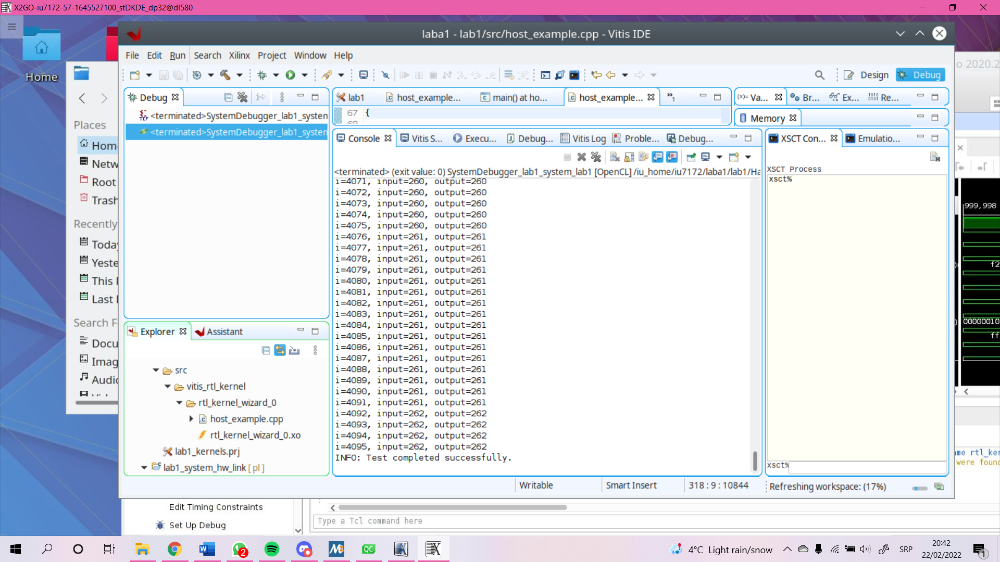 X2GO-iu7172-57-1645527100_stDKDE_dp32@dl580
laba1 - lab1/src/host_example.cpp - Vitis IDE
File Edit Run Search Xilinx Project Window Help
Design Debug
o 2020.2
Home
Places
Home
Netw
Root
Trash
Recently
Today
Yeste
This
Last
Search F
Docu
Imag
Audio
Debug
<terminated>SystemDebugger_lab1_system
<terminated>SystemDebugger_lab1_system
lab1 host_example... main() at ho... host_example... »1
67 {
68
(x)= Va... Br... Ex... Re...
Memory
Console Vitis S... Execu... Debug... Vitis Log Proble... Debug...
<terminated> (exit value: 0) SystemDebugger_lab1_system_lab1 [OpenCL] /iu_home/iu7172/laba1/lab1/Ha
i=4071, input=260, output=260
i=4072, input=260, output=260
i=4073, input=260, output=260
i=4074, input=260, output=260
i=4075, input=260, output=260
i=4076, input=261, output=261
i=4077, input=261, output=261
i=4078, input=261, output=261
i=4079, input=261, output=261
i=4080, input=261, output=261
i=4081, input=261, output=261
i=4082, input=261, output=261
i=4083, input=261, output=261
i=4084, input=261, output=261
i=4085, input=261, output=261
i=4086, input=261, output=261
i=4087, input=261, output=261
i=4088, input=261, output=261
i=4089, input=261, output=261
i=4090, input=261, output=261
i=4091, input=261, output=261
i=4092, input=262, output=262
i=4093, input=262, output=262
i=4094, input=262, output=262
i=4095, input=262, output=262
INFO: Test completed successfully.
XSCT Con... Emulatio...
XSCT Process
xsct%
xsct%
Explorer Assistant
src
vitis_rtl_kernel
rtl_kernel_wizard_0
host_example.cpp
rtl_kernel_wizard_0.xo
lab1_kernels.prj
lab1_system_hw_link [ pl ]
Writable Smart Insert 318 : 9 : 10844 Refreshing workspace: (17%)
999,998
f2
00000010
ff
me rtl_ker
were found
Edit Timing Constraints
Set Up Debug
Type a Tcl command here
2
QC
4°C Light rain/snow
SRP
20:42
22/02/2022
1